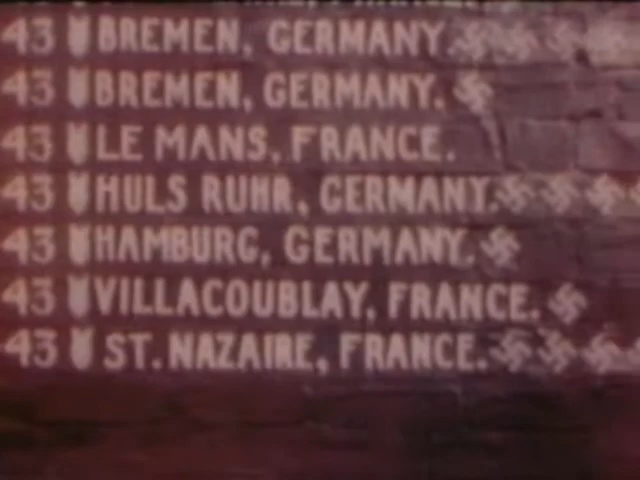 43 BREMEN, GERMANY.
43 BREMEN, GERMANY.
43 LE MANS, FRANCE.
43 HULS RUHR, GERMANY.
43 HAMBURG, GERMANY.
43 VILLACOUBLAY, FRANCE.
43 ST. NAZAIRE, FRANCE.